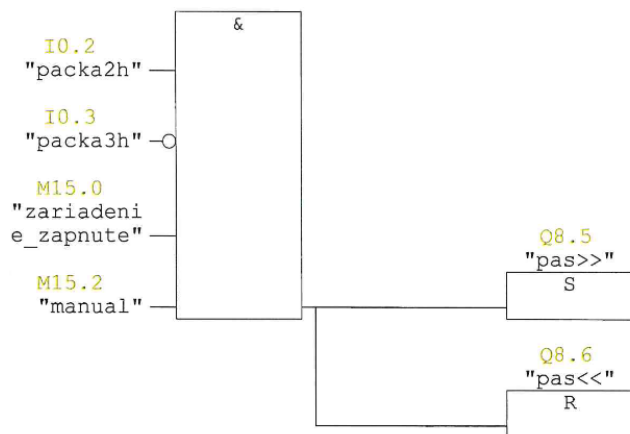 &
I0.2
"packa2h"
I0.3
"packa3h"
M15.0
"zariadeni
e_zapnute"
M15.2
"manual"
Q8.5
"pas>>"
S
Q8.6
"pas<<"
R